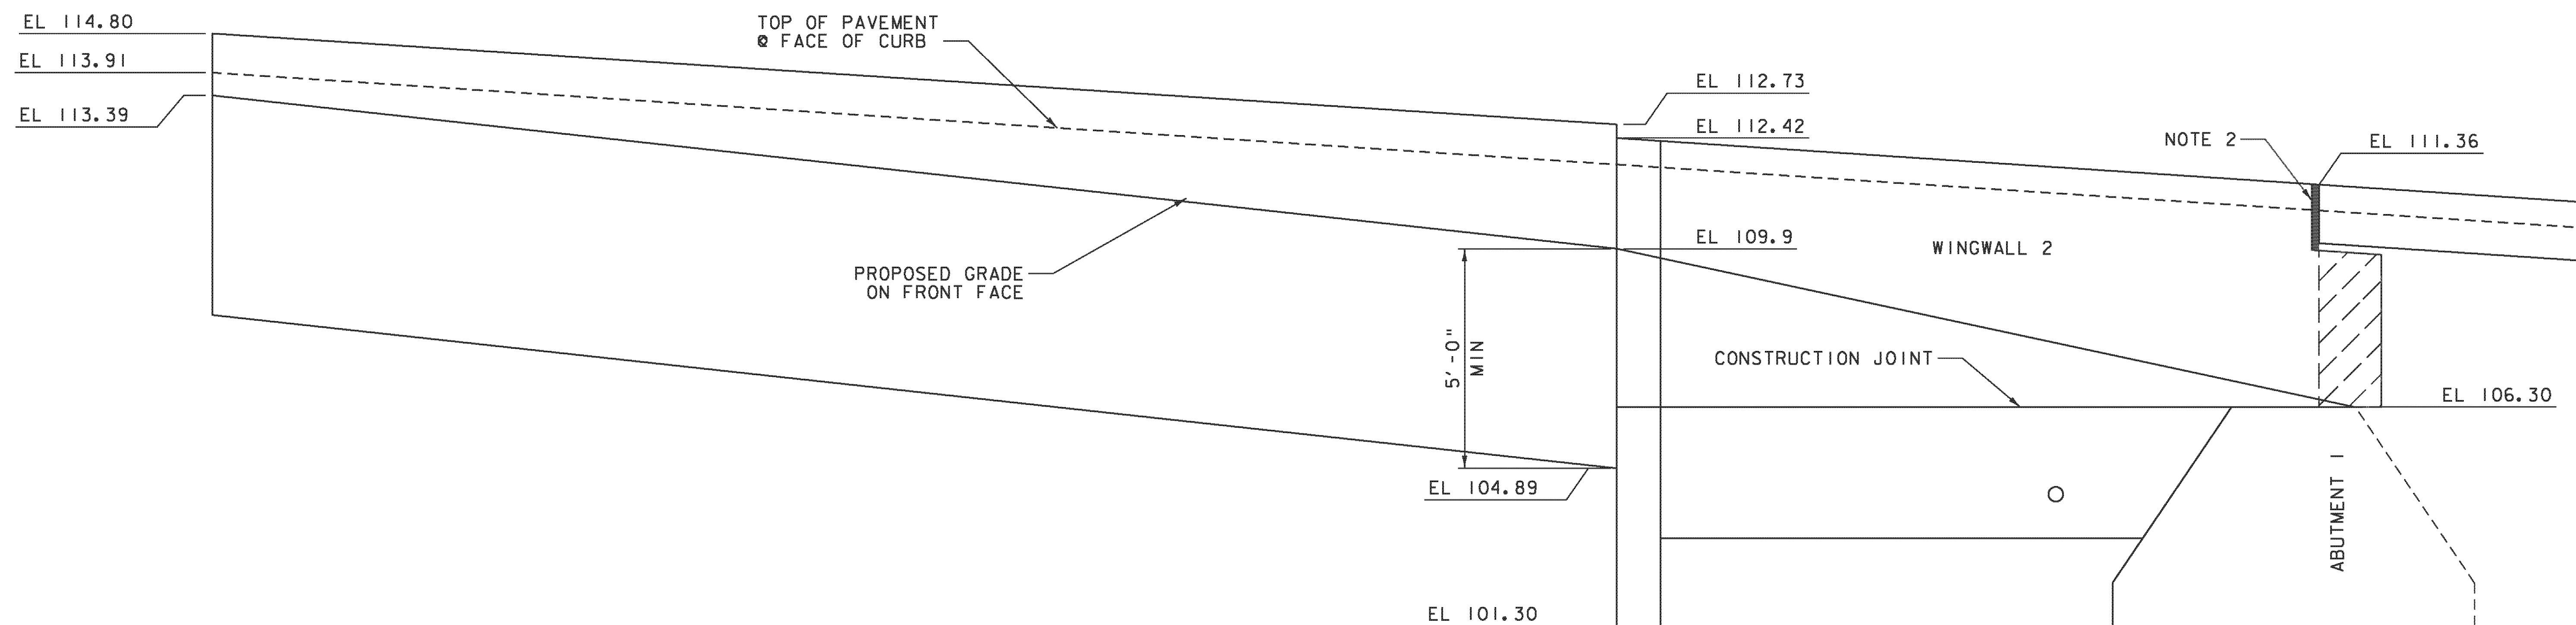 EL 114.80
EL 113.91
EL 113.39
TOP OF PAVEMENT
@ FACE OF CURB
PROPOSED GRADE
ON FRONT FACE
EL 112.73
EL 112.42
EL 109.9
5'-0"
MIN
EL 104.89
EL 101.30
NOTE 2
EL 111.36
WINGWALL 2
CONSTRUCTION JOINT
EL 106.30
ABUTMENT 1